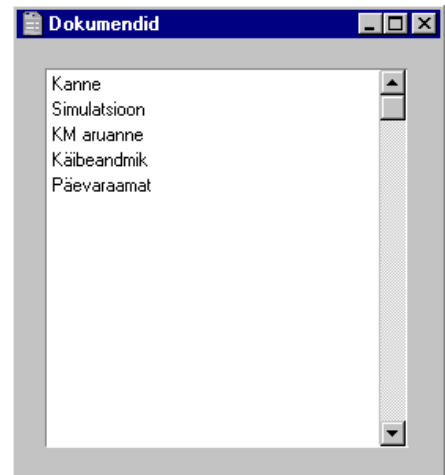 Dokumendid
Kanne
Simulatsioon
KM aruanne
Käibeandmik
Päevaraamat